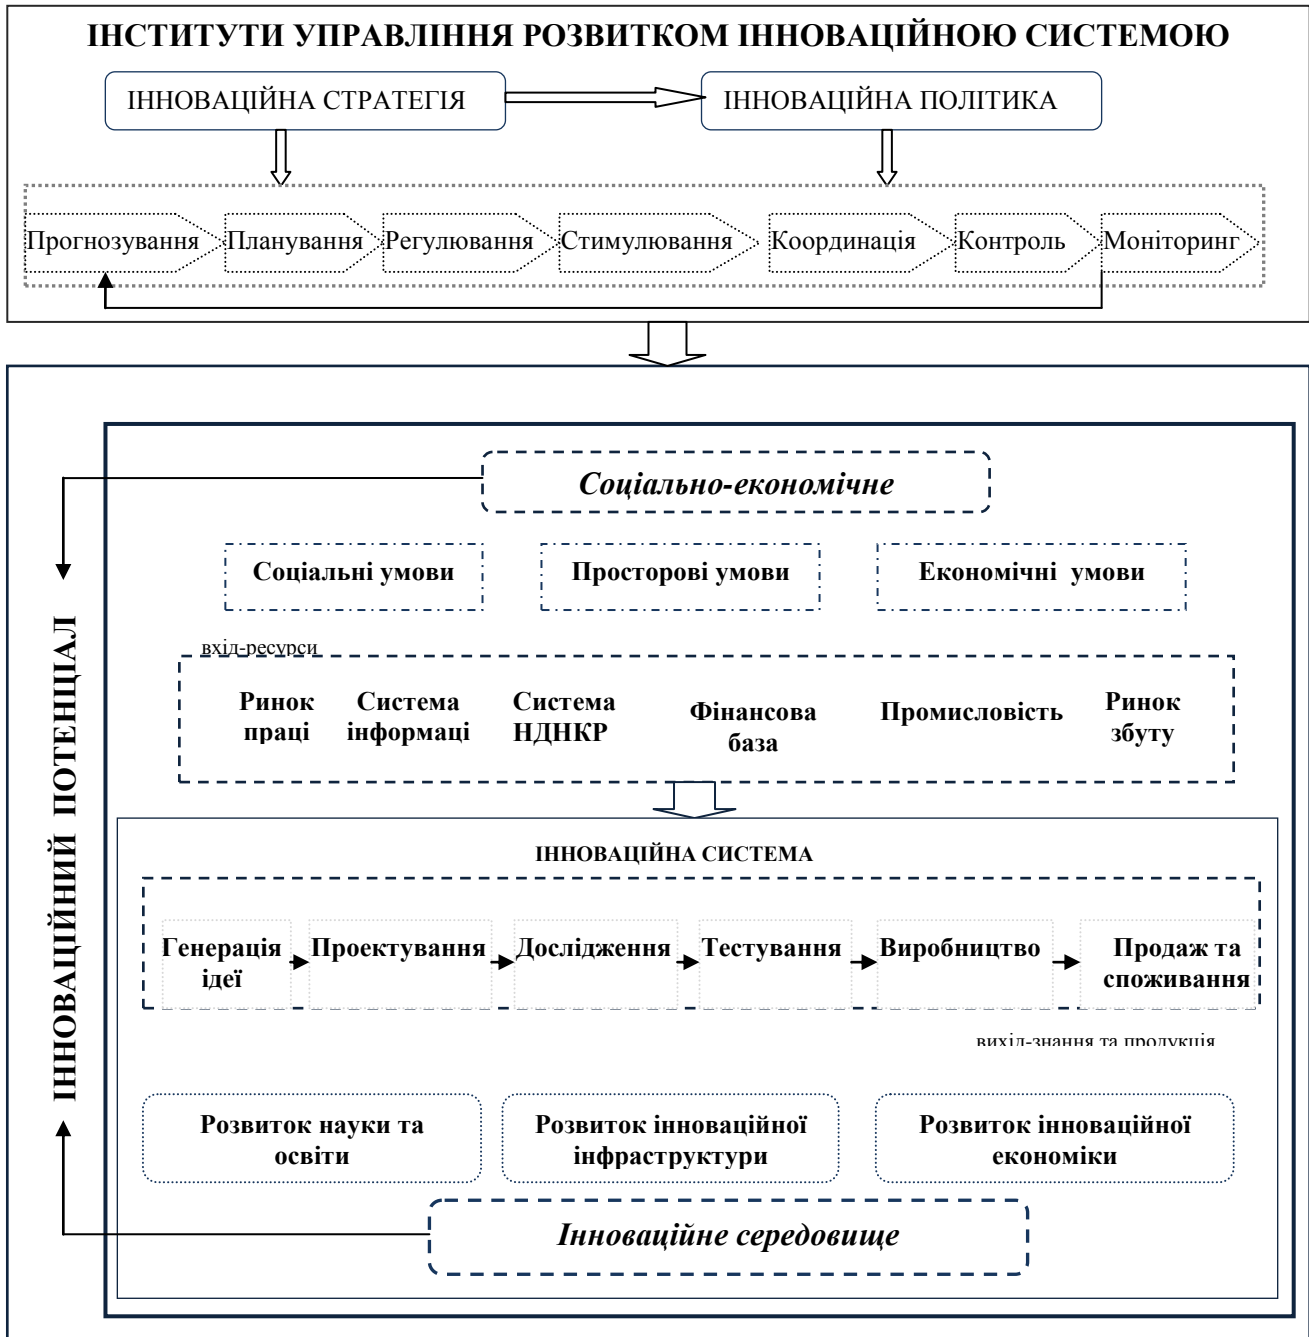 ІНСТИТУТИ УПРАВЛІННЯ РОЗВИТКОМ ІННОВАЦІЙНОЮ СИСТЕМОЮ
ІННОВАЦІЙНА СТРАТЕГІЯ
ІННОВАЦІЙНА ПОЛІТИКА
Прогнозування
Планування
Регулювання
Стимулювання
Координація
Контроль
Моніторинг
Соціально-економічне
Соціальні умови
Просторові умови
Економічні умови
вхід-ресурси
Ринок
праці
Система
інформаці
Система
НДНКР
Фінансова
база
Промисловість
Ринок
збуту
ІННОВАЦІЙНИЙ ПОТЕНЦІАЛ
ІННОВАЦІЙНА СИСТЕМА
Генерація
ідеї
Проектування
Дослідження
Тестування
Виробництво
Продаж та
споживання
вихід-знання та продукція
Розвиток науки та
освіти
Розвиток інноваційної
інфраструктури
Розвиток інноваційної
економіки
Інноваційне середовище